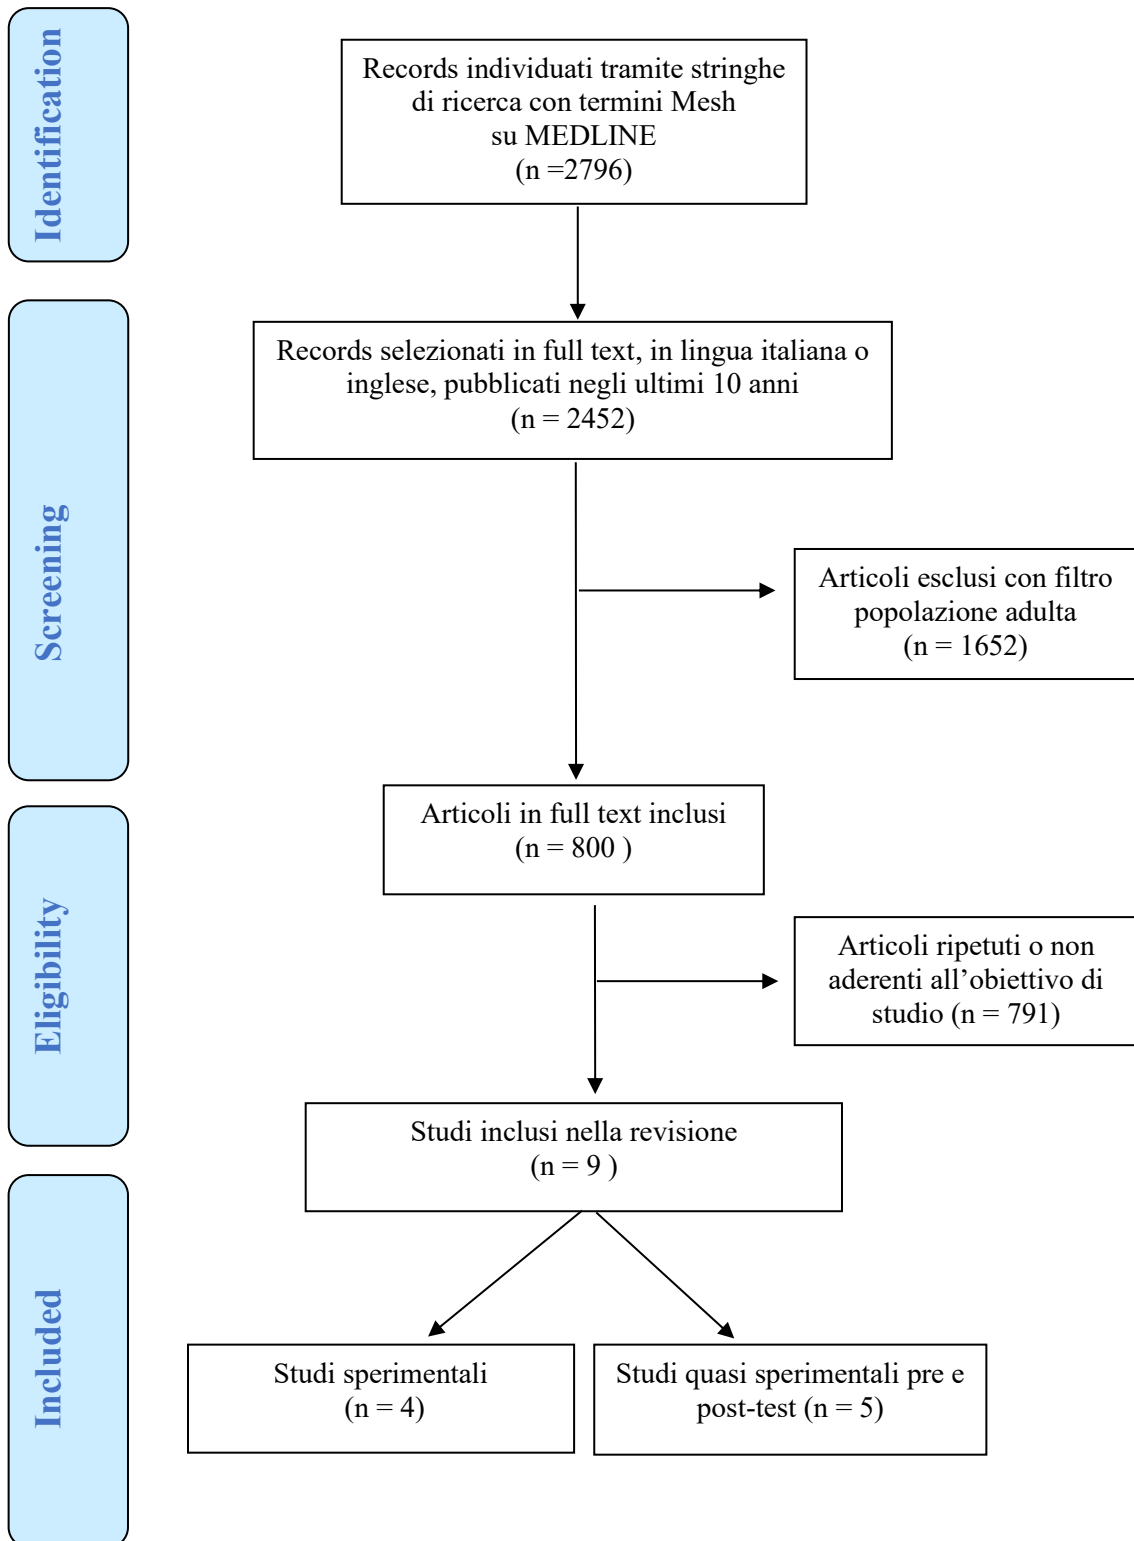 Identification
Records individuati tramite stringhe
di ricerca con termini Mesh
su MEDLINE
(n =2796)
Screening
Records selezionati in full text, in lingua italiana o
inglese, pubblicati negli ultimi 10 anni
(n = 2452)
Articoli esclusi con filtro
popolazione adulta
(n = 1652)
Eligibility
Articoli in full text inclusi
(n = 800 )
Articoli ripetuti o non
aderenti all’obiettivo di
studio (n = 791)
Studi inclusi nella revisione
(n = 9 )
Included
Studi sperimentali
(n = 4)
Studi quasi sperimentali pre e
post-test (n = 5)